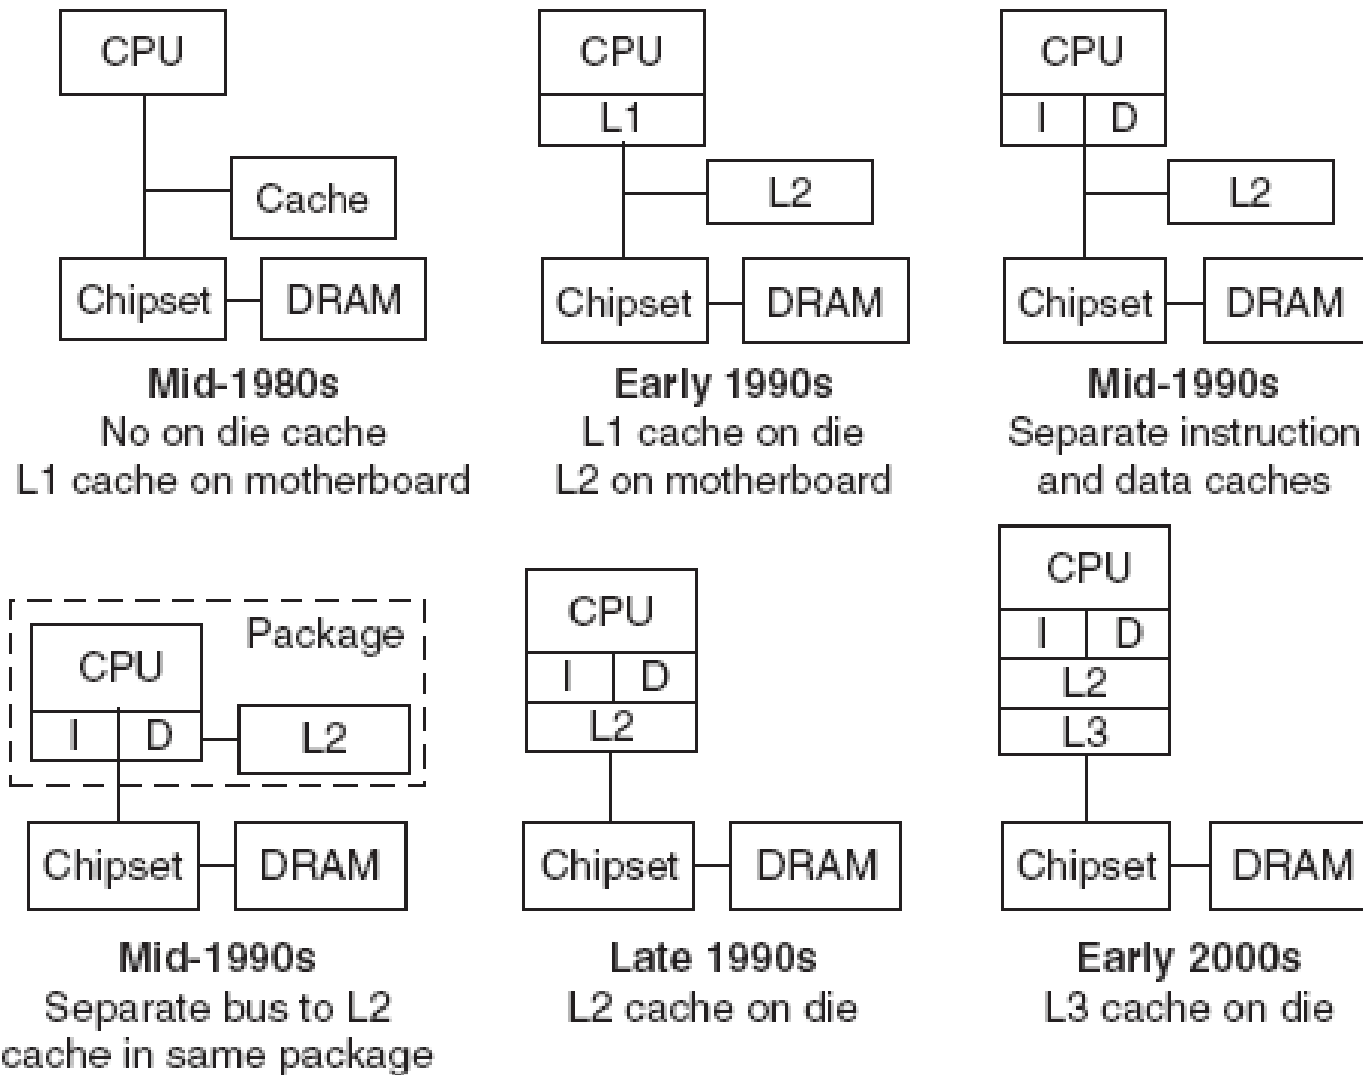 CPU
Cache
Chipset
DRAM
Mid-1980s
No on die cache
L1 cache on motherboard
CPU
L1
L2
Chipset
DRAM
Early 1990s
L1 cache on die
L2 on motherboard
CPU
I D
L2
Chipset
DRAM
Mid-1990s
Separate instruction
and data caches
Package
CPU
I D
L2
Chipset
DRAM
Mid-1990s
Separate bus to L2
cache in same package
CPU
I D
L2
Chipset
DRAM
Late 1990s
L2 cache on die
CPU
I D
L2
L3
Chipset
DRAM
Early 2000s
L3 cache on die